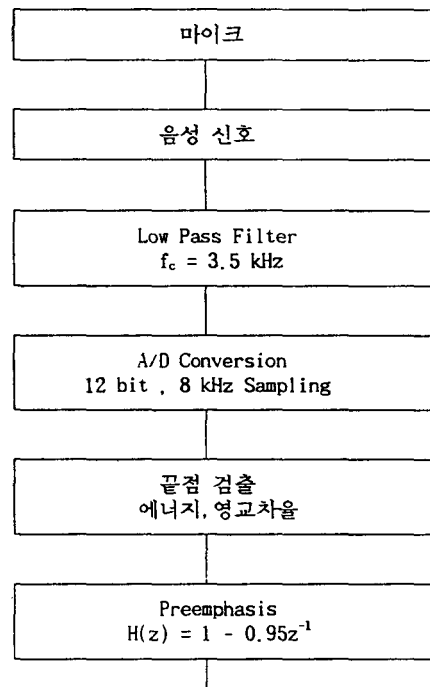 마이크
음성 신호
Low Pass Filter
f_c = 3.5 kHz
A/D Conversion
12 bit , 8 kHz Sampling
끝점 검출
에너지, 영교차율
Preemphasis
H(z) = 1 - 0.95z⁻¹